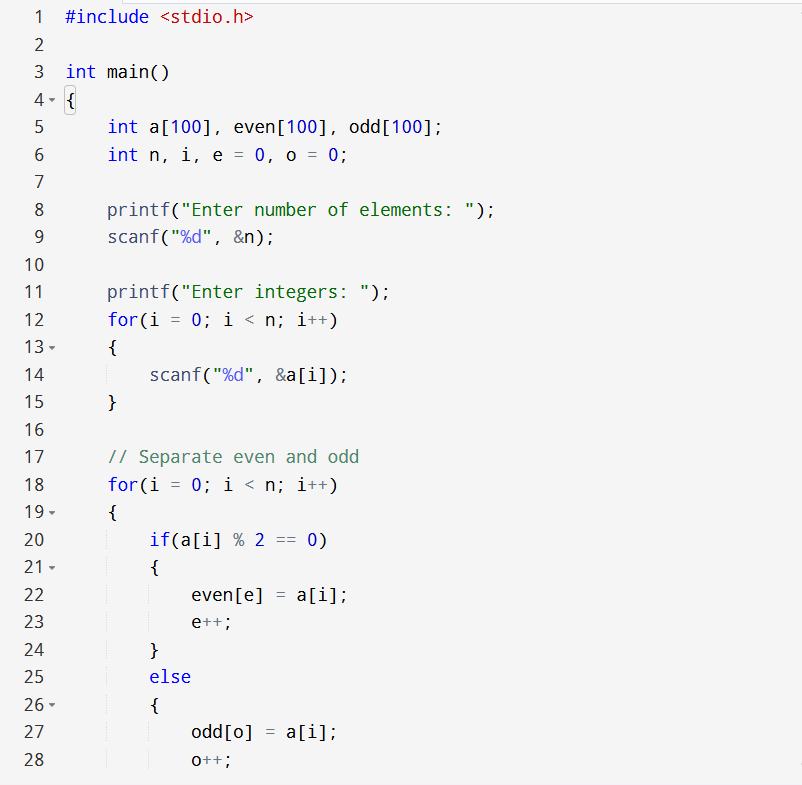 1 #include <stdio.h>
2
3 int main()
4 {
5     int a[100], even[100], odd[100];
6     int n, i, e = 0, o = 0;
7
8     printf("Enter number of elements: ");
9     scanf("%d", &n);
10
11     printf("Enter integers: ");
12     for(i = 0; i < n; i++)
13     {
14         scanf("%d", &a[i]);
15     }
16
17     // Separate even and odd
18     for(i = 0; i < n; i++)
19     {
20         if(a[i] % 2 == 0)
21         {
22             even[e] = a[i];
23             e++;
24         }
25         else
26         {
27             odd[o] = a[i];
28             o++;